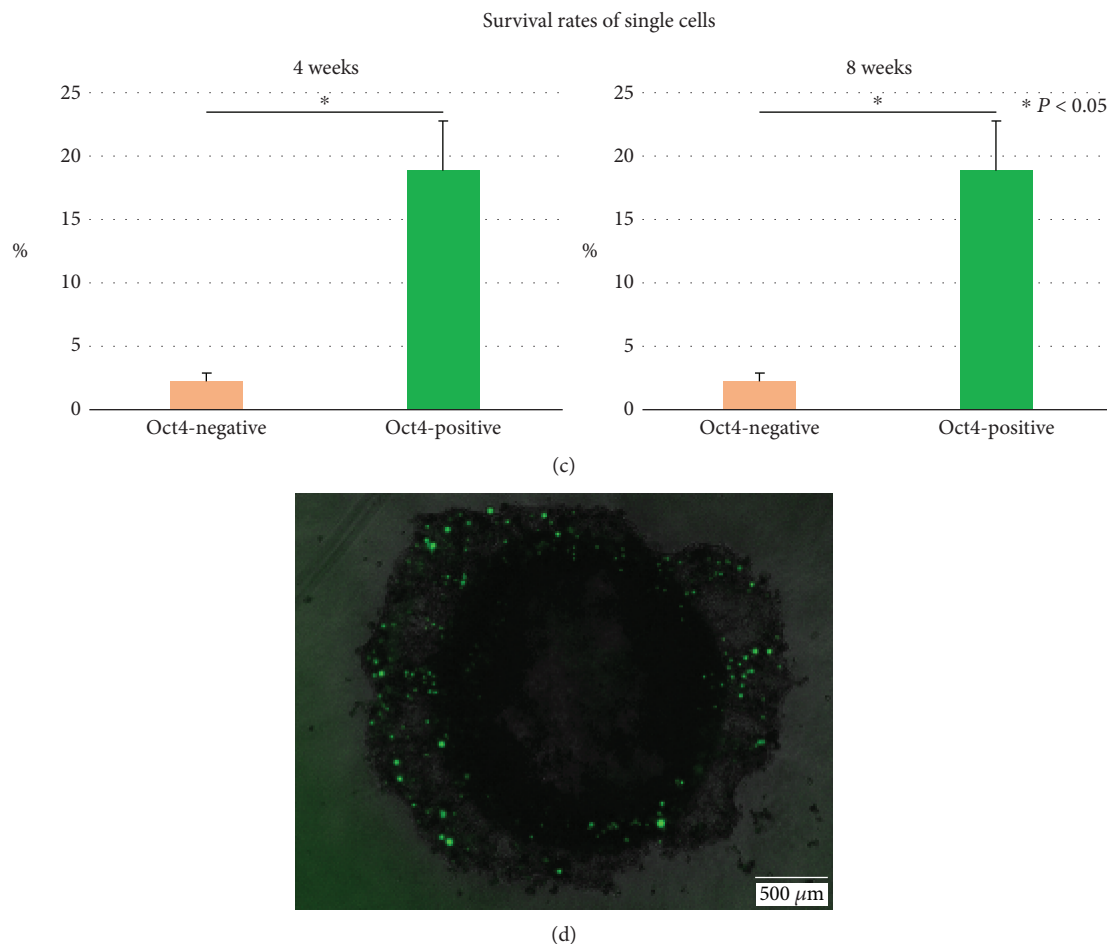 Survival rates of single cells
4 weeks
25
20
15
10
5
0
%
*
Oct4-negative
Oct4-positive
8 weeks
25
20
15
10
5
0
%
*
* P < 0.05
Oct4-negative
Oct4-positive
(c)
500 μm
(d)